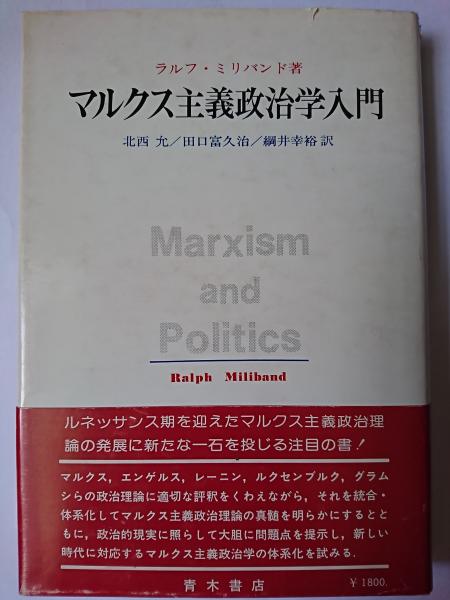 ラルフ・ミリバンド著
マルクス主義政治学入門
北西 允／田口富久治／綱井幸裕 訳
Marxism
and
Politics
Ralph Miliband
ルネッサンス期を迎えたマルクス主義政治理
論の発展に新たな一石を投じる注目の書！
マルクス，エンゲルス，レーニン，ルクセンブルク，グラム
シらの政治理論に適切な評釈をくわえながら，それを統合・
体系化してマルクス主義政治理論の真髄を明らかにするとと
もに，政治的現実に照らして大胆に問題点を提示し，新しい
時代に対応するマルクス主義政治学の体系化を試みる.
青木書店
￥1800.